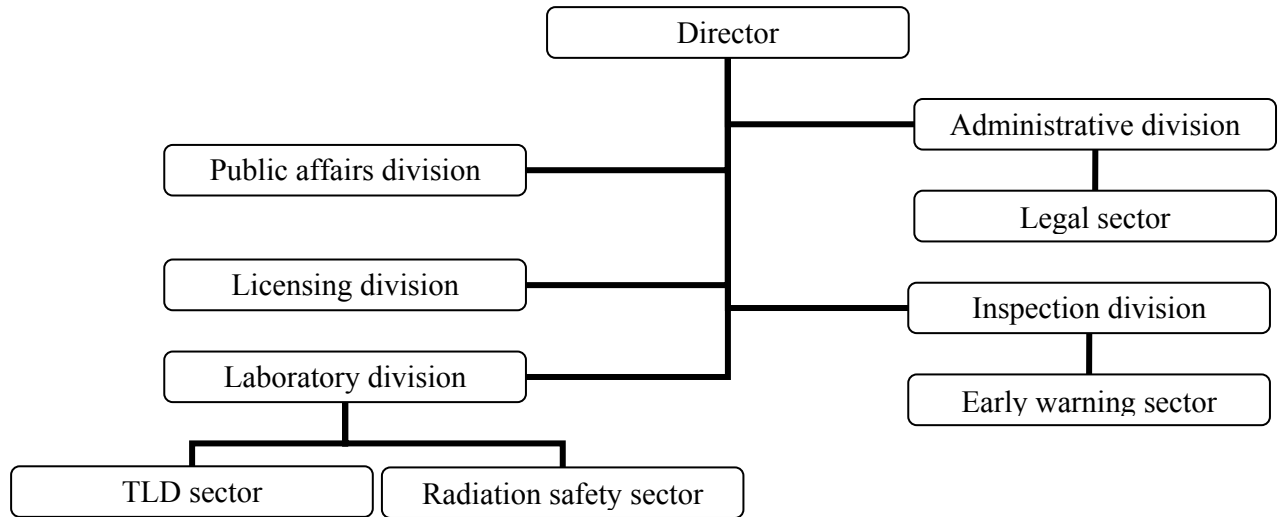 Director
Administrative division
Public affairs division
Legal sector
Licensing division
Inspection division
Laboratory division
Early warning sector
TLD sector
Radiation safety sector